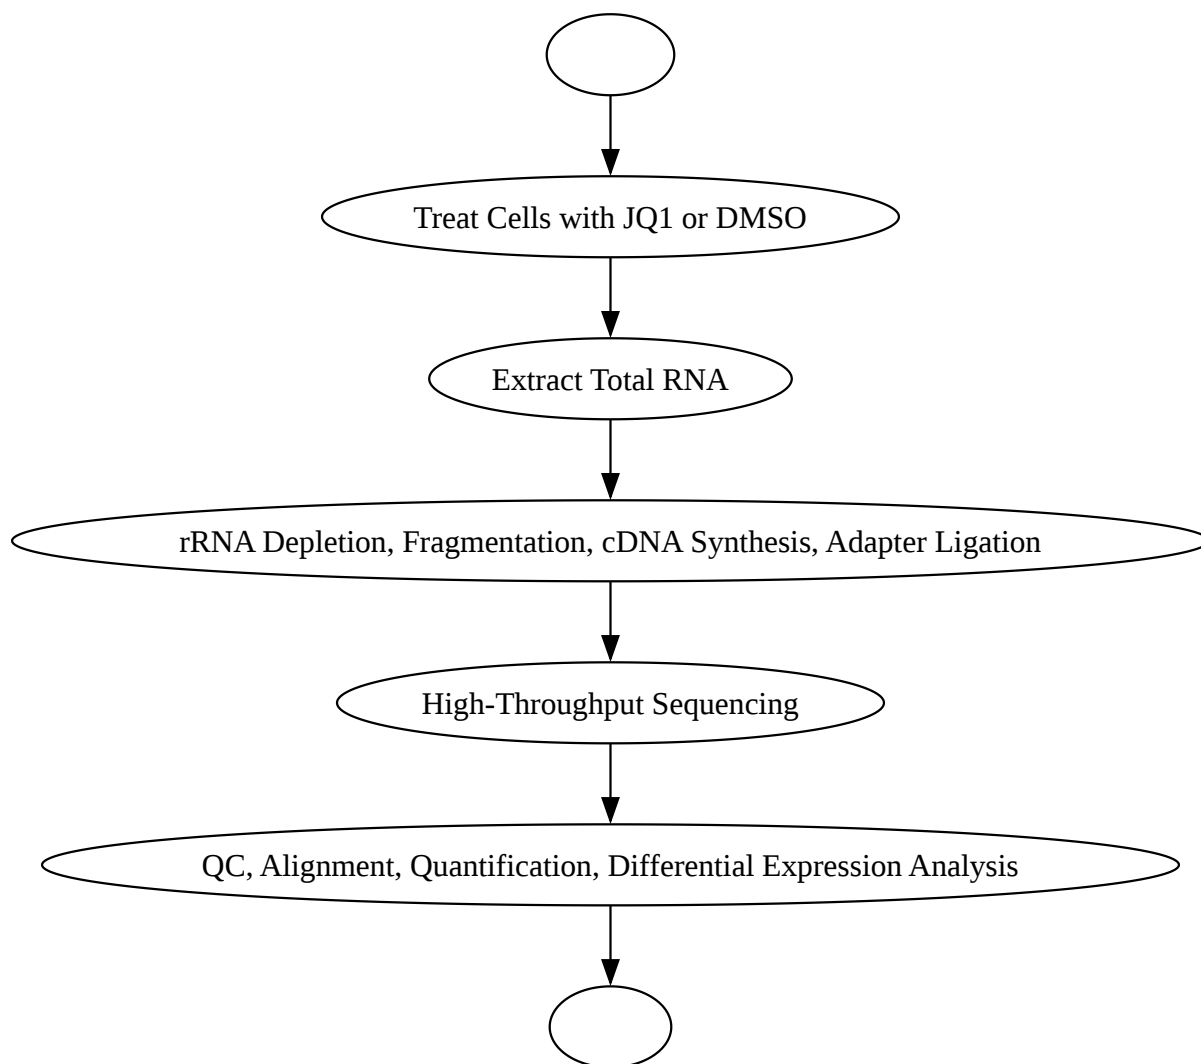 Treat Cells with JQ1 or DMSO
Extract Total RNA
rRNA Depletion, Fragmentation, cDNA Synthesis, Adapter Ligation
High-Throughput Sequencing
QC, Alignment, Quantification, Differential Expression Analysis